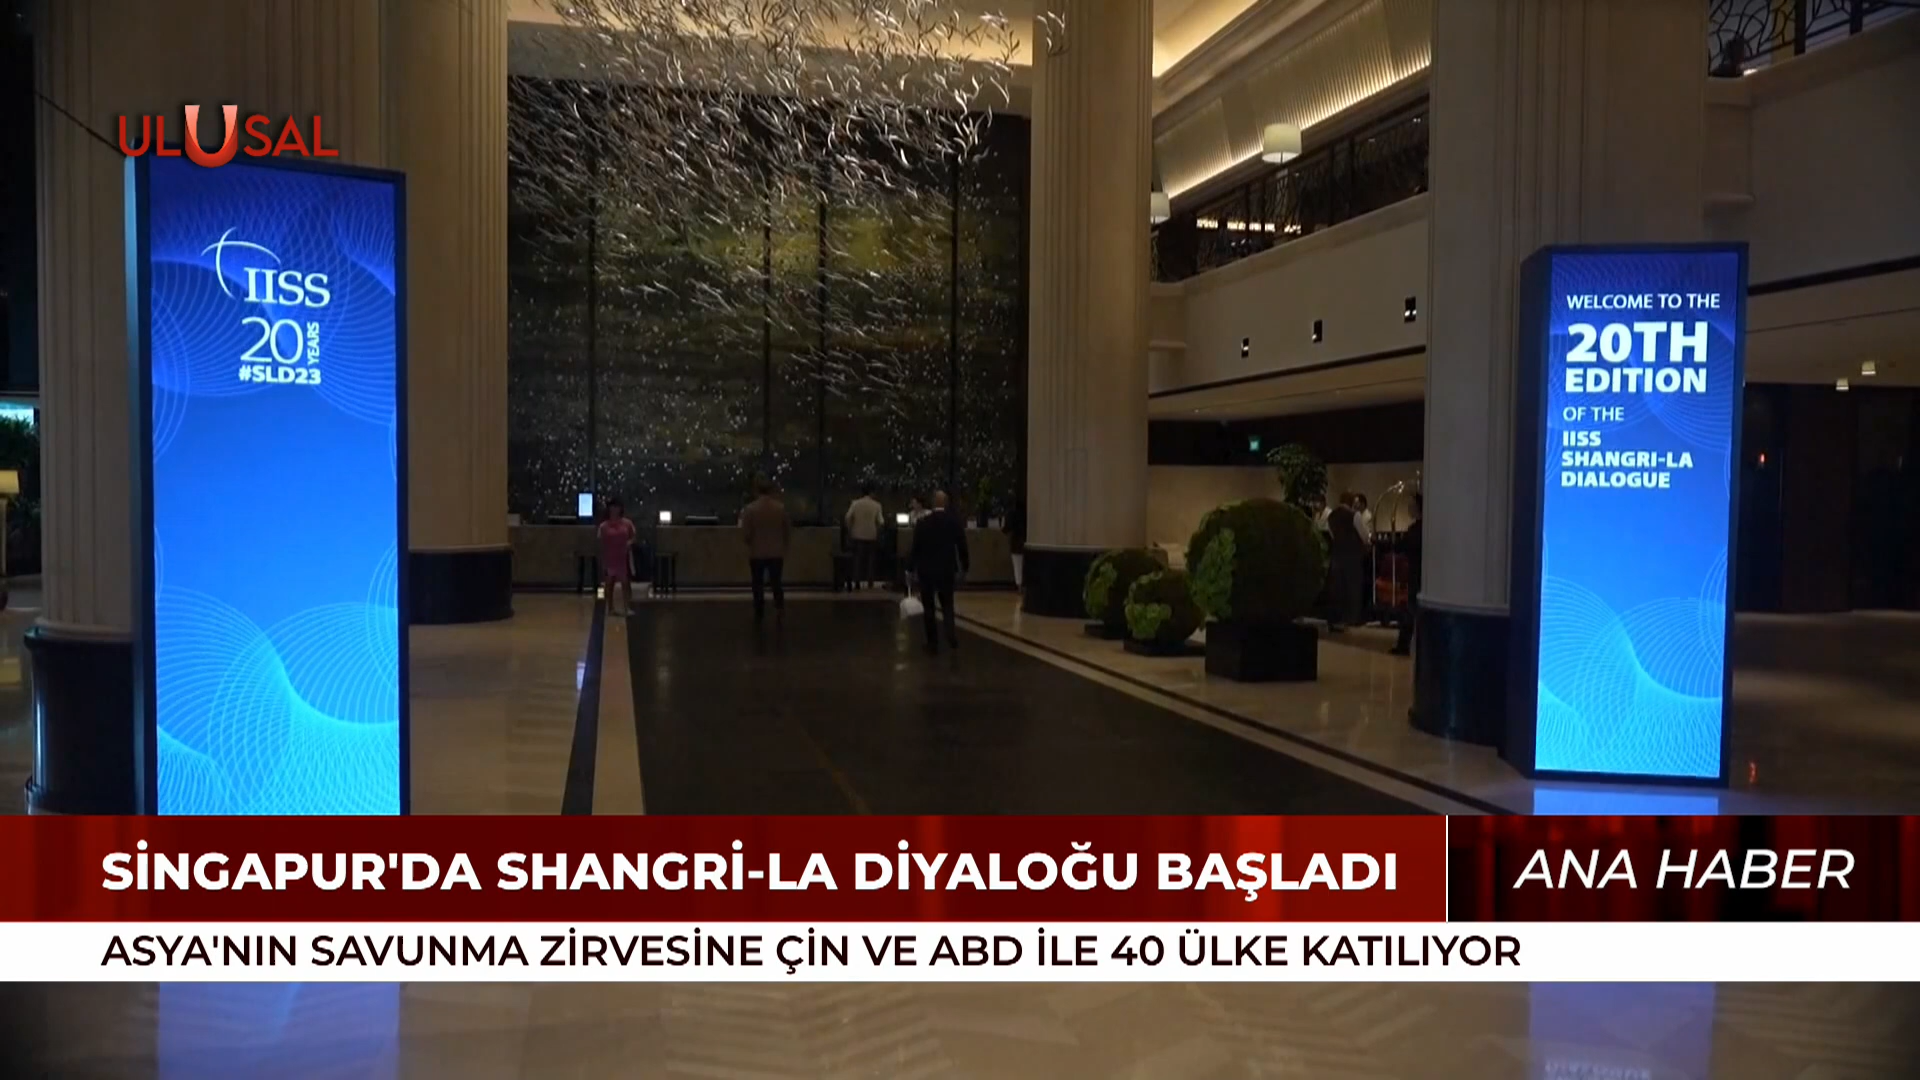 ULUSAL
IISS
20 YEARS
#SLD23
WELCOME TO THE
20TH
EDITION
OF THE
IISS
SHANGRI-LA
DIALOGUE
SİNGAPUR'DA SHANGRİ-LA DİYALOĞU BAŞLADI
ANA HABER
ASYA'NIN SAVUNMA ZİRVESİNE ÇİN VE ABD İLE 40 ÜLKE KATILIYOR